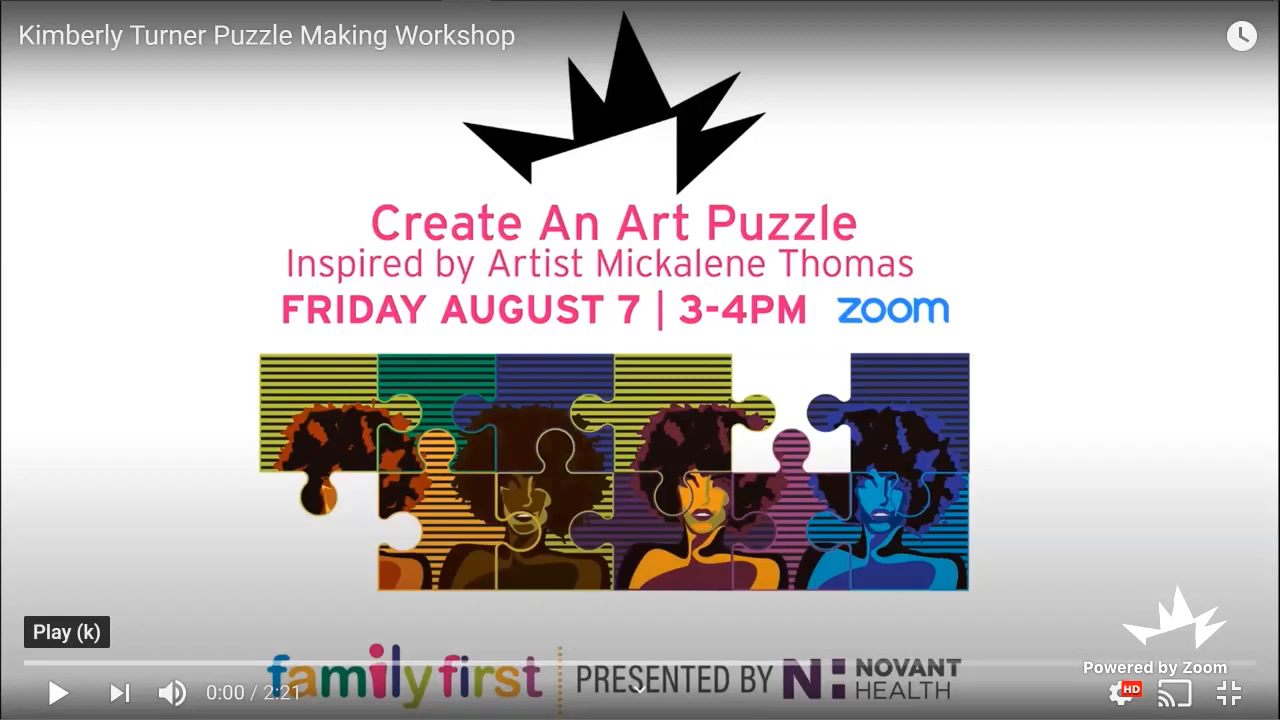 Kimberly Turner Puzzle Making Workshop
Create An Art Puzzle
Inspired by Artist Mickalene Thomas
FRIDAY AUGUST 7 | 3-4PM zoom
Play (k)
familyfirst PRESENTED BY N NOVANT HEALTH
Powered by Zoom
0:00 / 2:21
HD